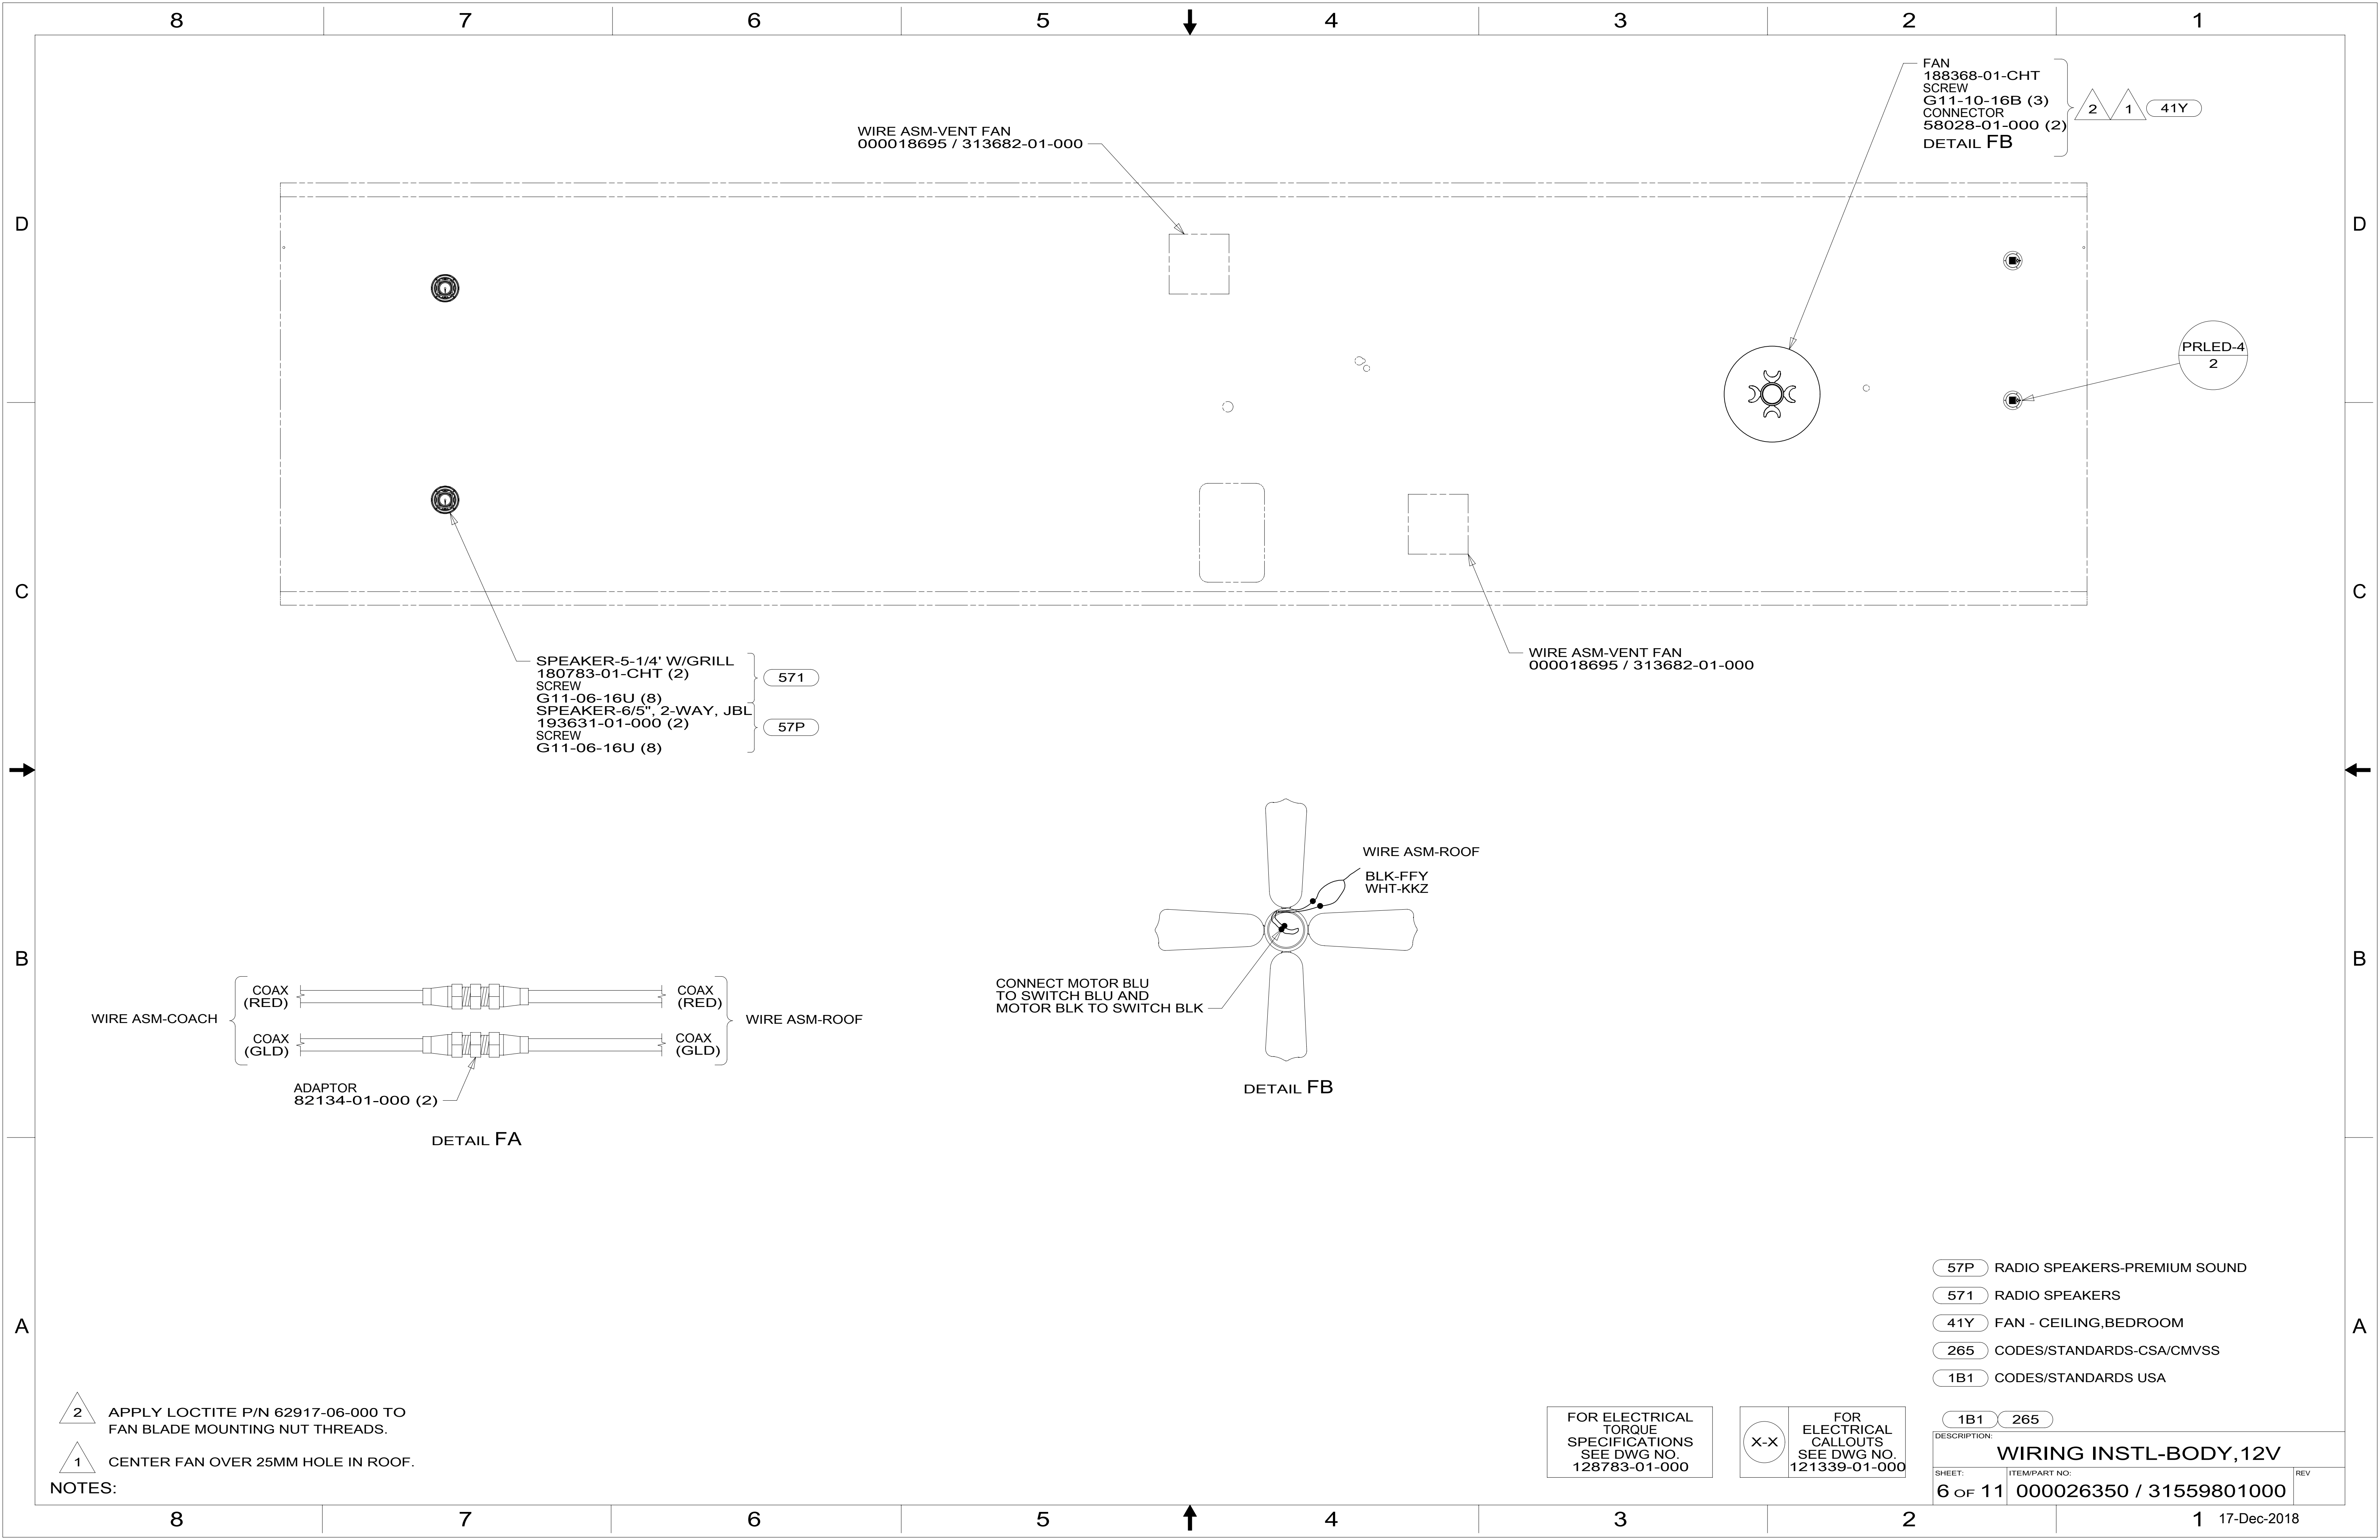 8 7 6 5 4 3 2 1
FAN
188368-01-CHT
SCREW
G11-10-16B (3)
CONNECTOR
58028-01-000 (2)
DETAIL FB
2 1 41Y
WIRE ASM-VENT FAN
000018695 / 313682-01-000
D D
PRLED-4
2
C C
SPEAKER-5-1/4' W/GRILL
180783-01-CHT (2)
SCREW
G11-06-16U (8)
571
SPEAKER-6/5", 2-WAY, JBL
193631-01-000 (2)
SCREW
G11-06-16U (8)
57P
WIRE ASM-VENT FAN
000018695 / 313682-01-000
WIRE ASM-ROOF
BLK-FFY
WHT-KKZ
CONNECT MOTOR BLU
TO SWITCH BLU AND
MOTOR BLK TO SWITCH BLK
DETAIL FB
B B
WIRE ASM-COACH
COAX
(RED)
COAX
(GLD)
COAX
(RED)
COAX
(GLD)
WIRE ASM-ROOF
ADAPTOR
82134-01-000 (2)
DETAIL FA
A A
57P RADIO SPEAKERS-PREMIUM SOUND
571 RADIO SPEAKERS
41Y FAN - CEILING,BEDROOM
265 CODES/STANDARDS-CSA/CMVSS
1B1 CODES/STANDARDS USA
2 APPLY LOCTITE P/N 62917-06-000 TO
FAN BLADE MOUNTING NUT THREADS.
1 CENTER FAN OVER 25MM HOLE IN ROOF.
NOTES:
FOR ELECTRICAL
TORQUE
SPECIFICATIONS
SEE DWG NO.
128783-01-000
X-X
FOR
ELECTRICAL
CALLOUTS
SEE DWG NO.
121339-01-000
1B1 265
DESCRIPTION:
WIRING INSTL-BODY,12V
SHEET:
6 OF 11
ITEM/PART NO:
000026350 / 31559801000
REV
8 7 6 5 4 3 2 1
17-Dec-2018